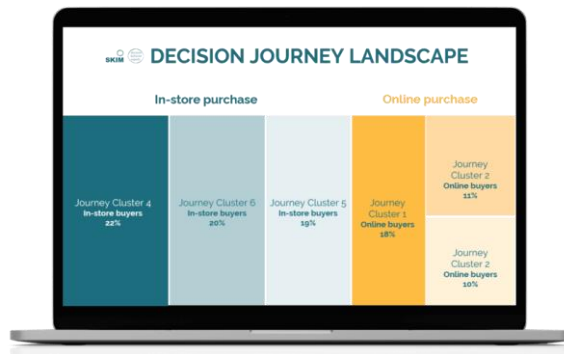 SKIM
DECISION JOURNEY LANDSCAPE
In-store purchase
Online purchase
Journey Cluster 4
In-store buyers
22%
Journey Cluster 6
In-store buyers
20%
Journey Cluster 5
In-store buyers
19%
Journey
Cluster 1
Online buyers
18%
Journey
Cluster 2
Online buyers
11%
Journey
Cluster 2
Online buyers
10%